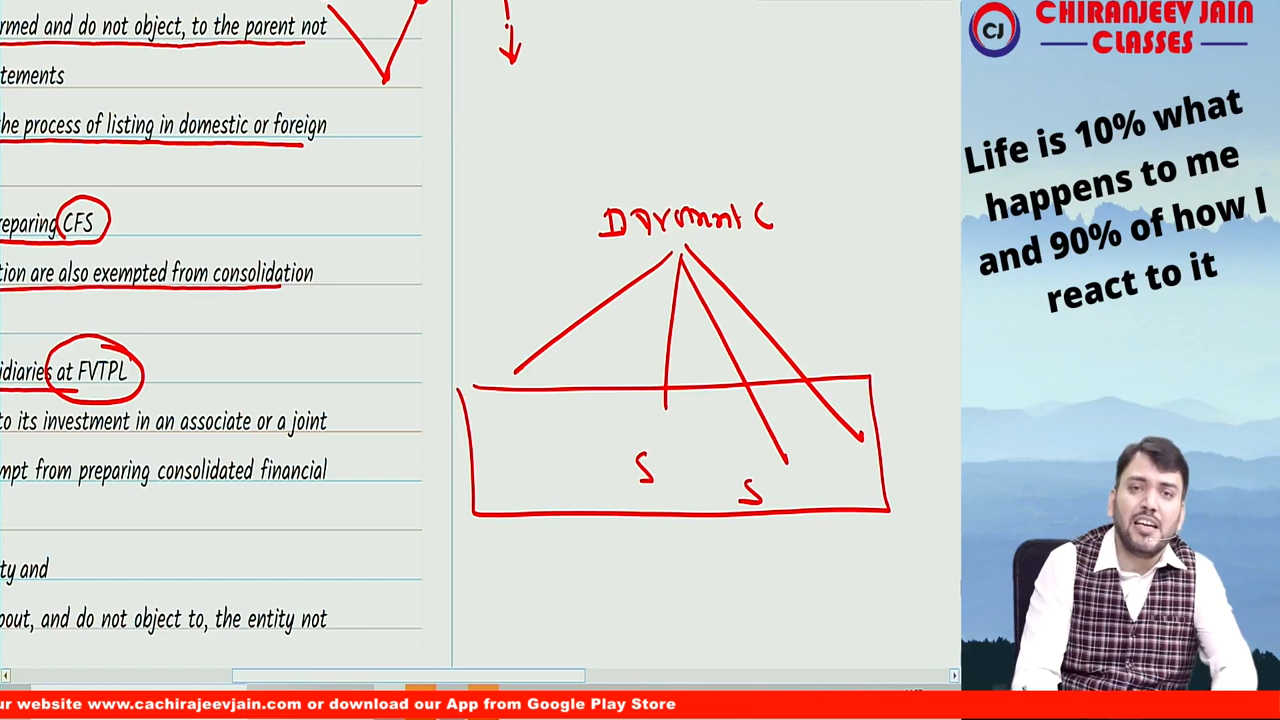 rmed and do not object, to the parent not
tements
he process of listing in domestic or foreign
reparing CFS
tion are also exempted from consolidation
idiaries at FVTPL
to its investment in an associate or a joint
mpt from preparing consolidated financial
ty and
bout, and do not object to, the entity not
S
S
CJ
CHIRANJEEV JAIN
CLASSES
Life is 10% what
happens to me
and 90% of how I
react to it
ur website www.cachirajeevjain.com or download our App from Google Play Store